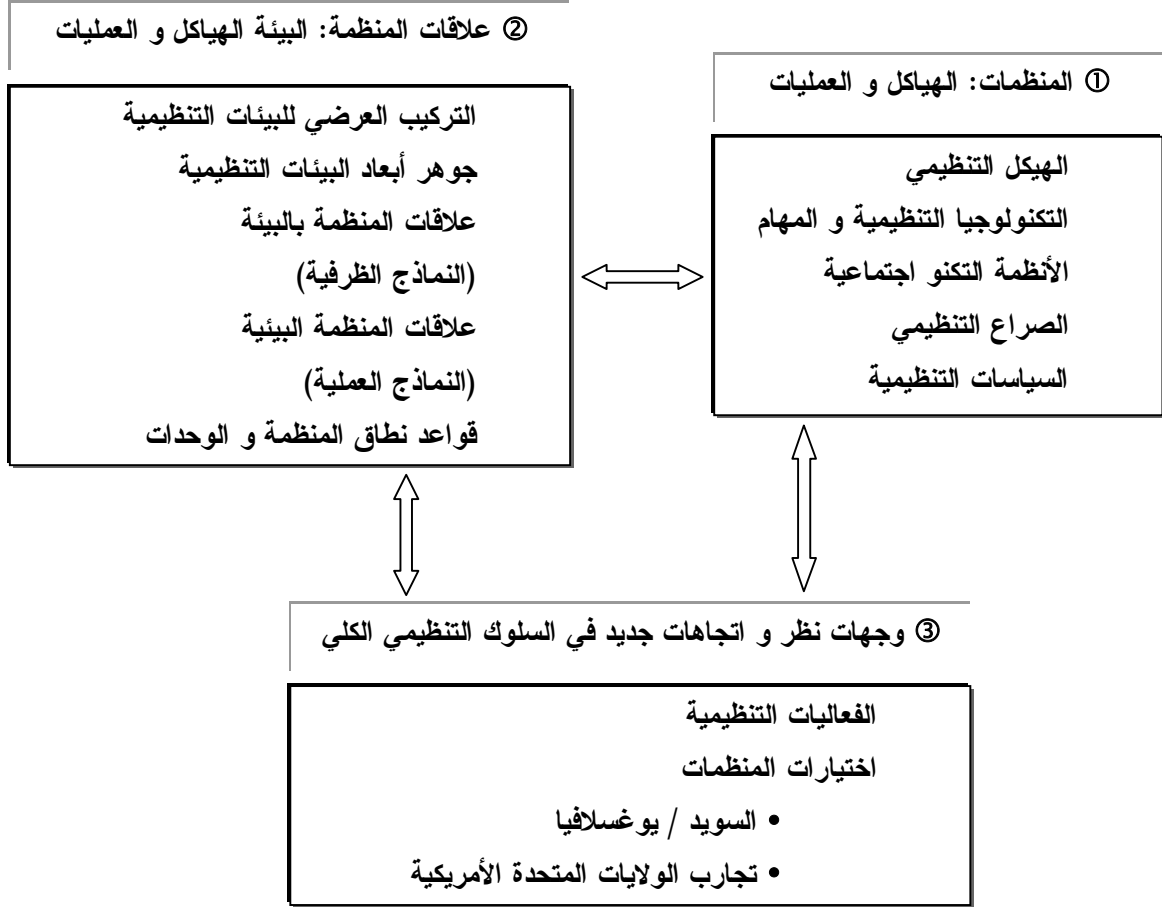 ① المنظمات: الهياكل و العمليات
الهيكل التنظيمي
التكنولوجيا التنظيمية و المهام
الأنظمة التكنو اجتماعية
الصراع التنظيمي
السياسات التنظيمية
② علاقات المنظمة: البيئة الهياكل و العمليات
التركيب العرضي للبيئات التنظيمية
جوهر أبعاد البيئات التنظيمية
علاقات المنظمة بالبيئة
(النماذج الظرفية)
علاقات المنظمة البيئية
(النماذج العملية)
قواعد نطاق المنظمة و الوحدات
③ وجهات نظر و اتجاهات جديد في السلوك التنظيمي الكلي
الفعاليات التنظيمية
اختيارات المنظمات
• السويد / يوغسلافيا
• تجارب الولايات المتحدة الأمريكية